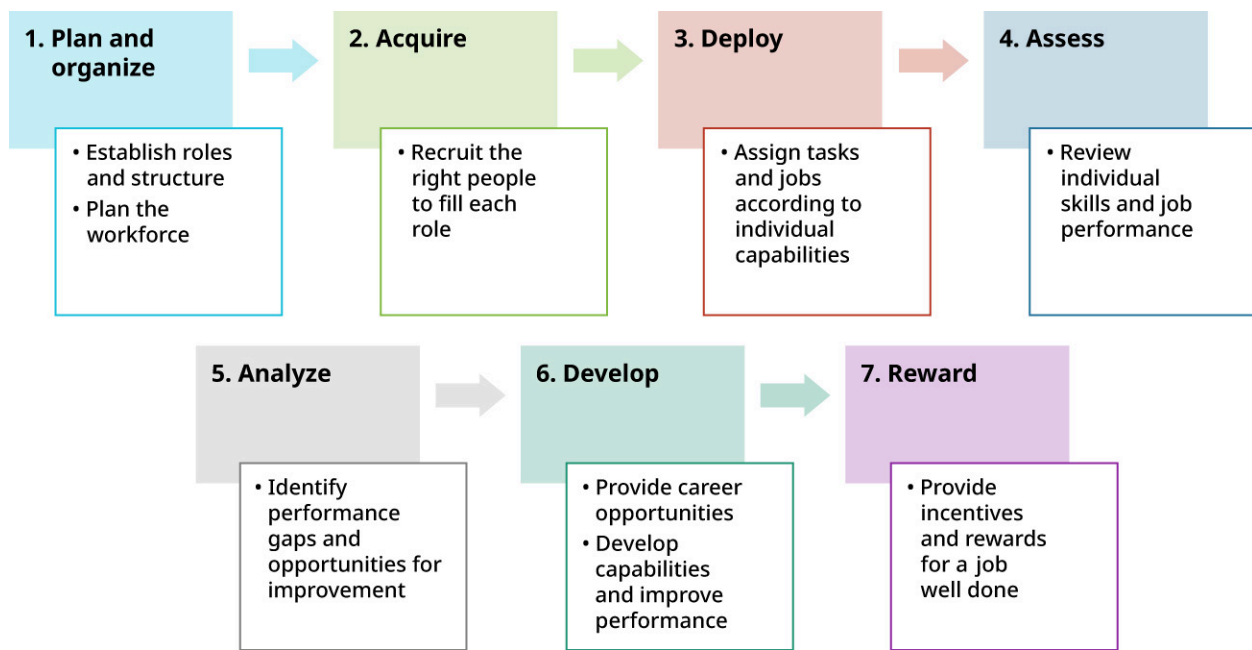 1. Plan and
organize
• Establish roles
and structure
• Plan the
workforce
2. Acquire
• Recruit the
right people
to fill each
role
3. Deploy
• Assign tasks
and jobs
according to
individual
capabilities
4. Assess
• Review
individual
skills and job
performance
5. Analyze
• Identify
performance
gaps and
opportunities for
improvement
6. Develop
• Provide career
opportunities
• Develop
capabilities
and improve
performance
7. Reward
• Provide
incentives
and rewards
for a job
well done